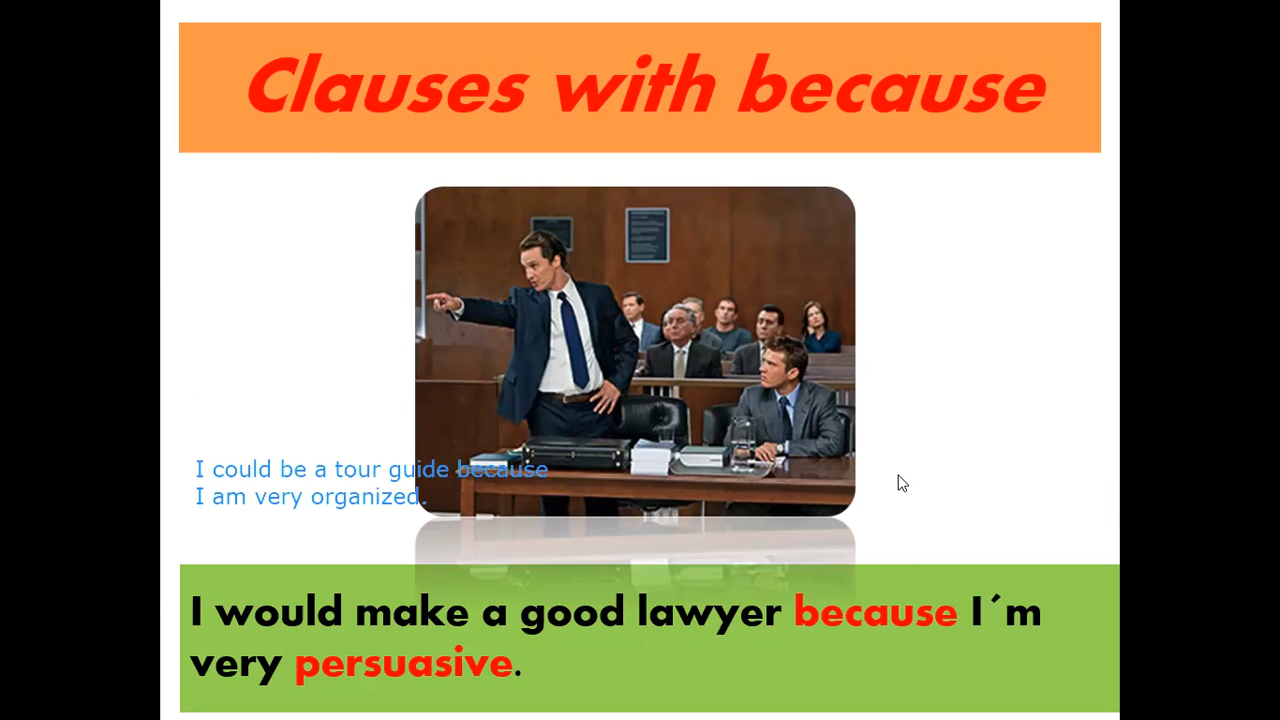 Clauses with because
I could be a tour guide because
I am very organized.
I would make a good lawyer because I´m
very persuasive.